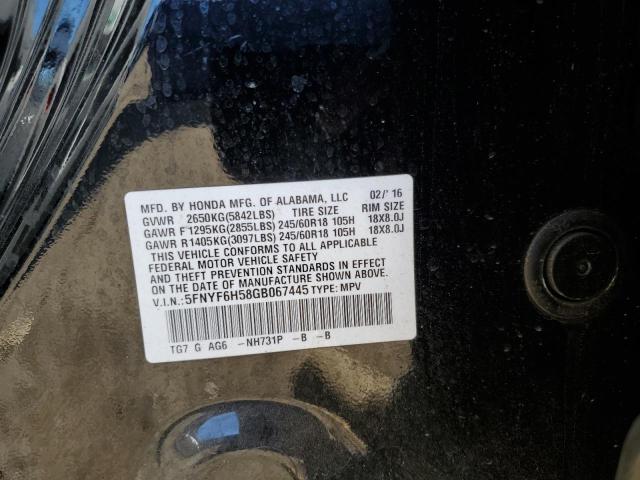 MFD. BY HONDA MFG. OF ALABAMA, LLC 02/'16
GVWR 2650KG(5842LBS) TIRE SIZE RIM SIZE
GAWR F 1295KG(2855LBS) 245/60R18 105H 18X8.0J
GAWR R 1405KG(3097LBS) 245/60R18 105H 18X8.0J
THIS VEHICLE CONFORMS TO ALL APPLICABLE
FEDERAL MOTOR VEHICLE SAFETY
AND THEFT PREVENTION STANDARDS IN EFFECT
ON THE DATE OF MANUFACTURE SHOWN ABOVE.
V.I.N.: 5FNYF6H58GB067445 TYPE: MPV
TG7 G AG6 -NH731P -B -B